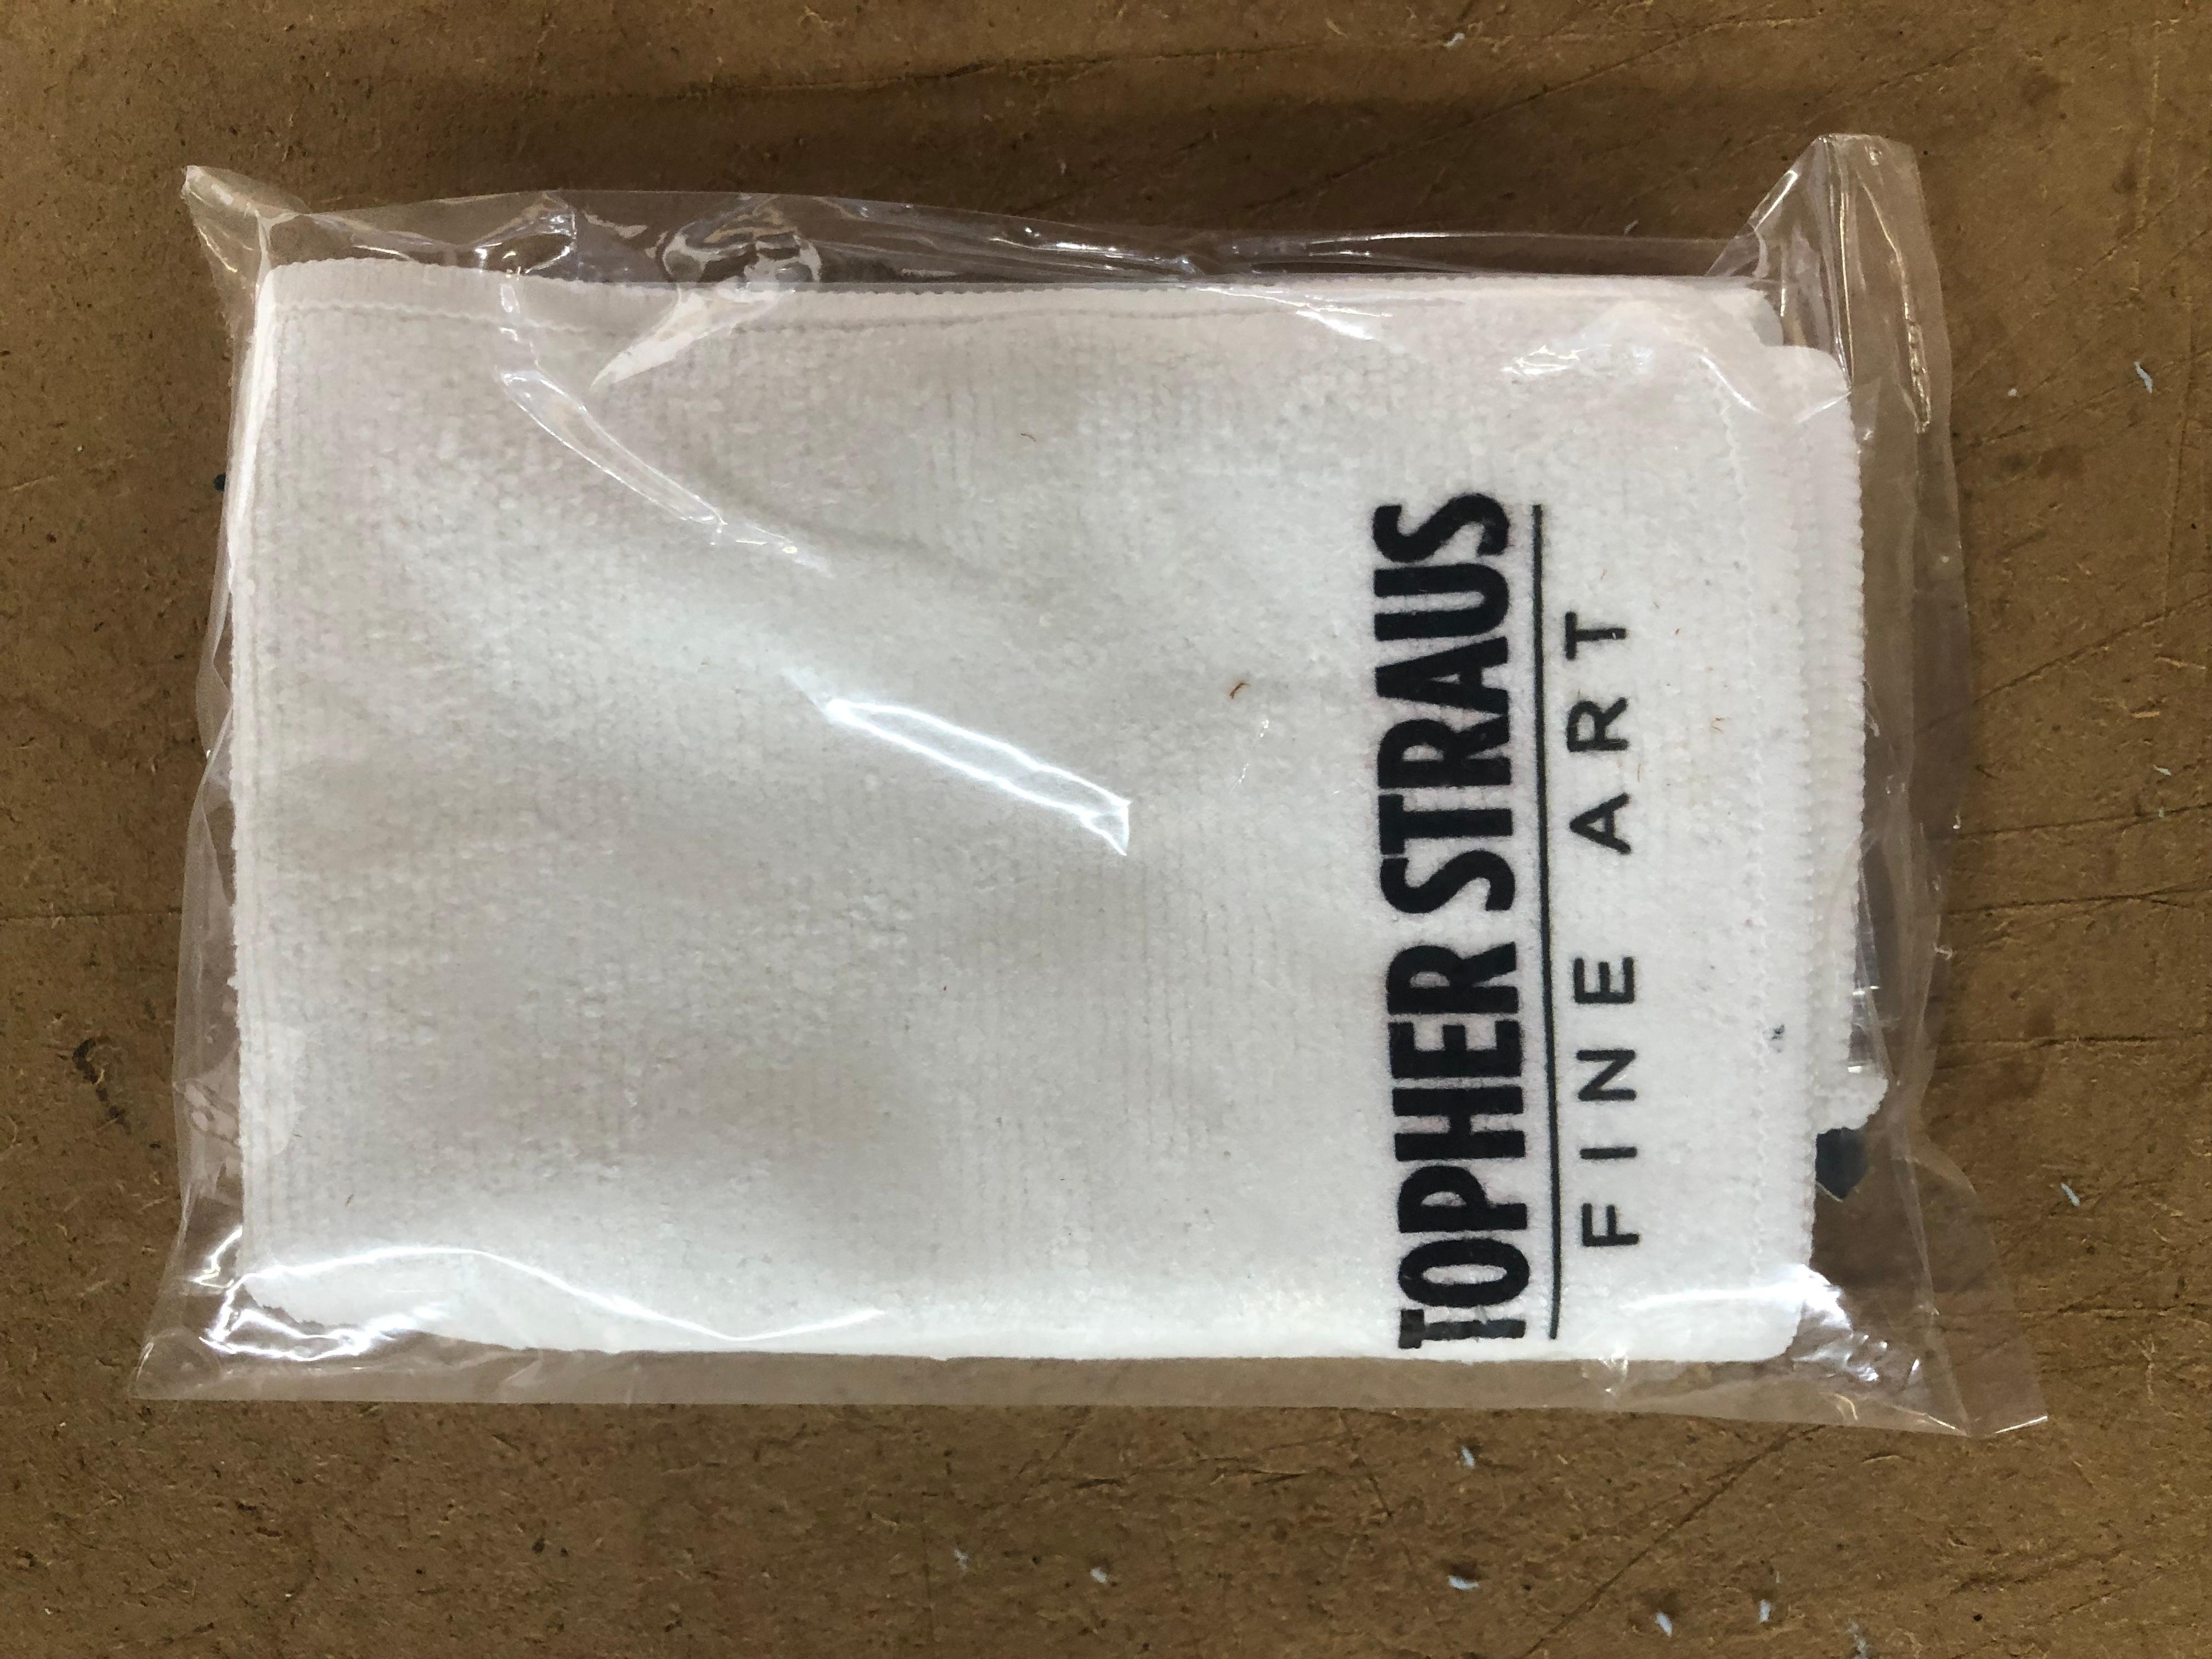 TOPHER STRAUS
FINE ART